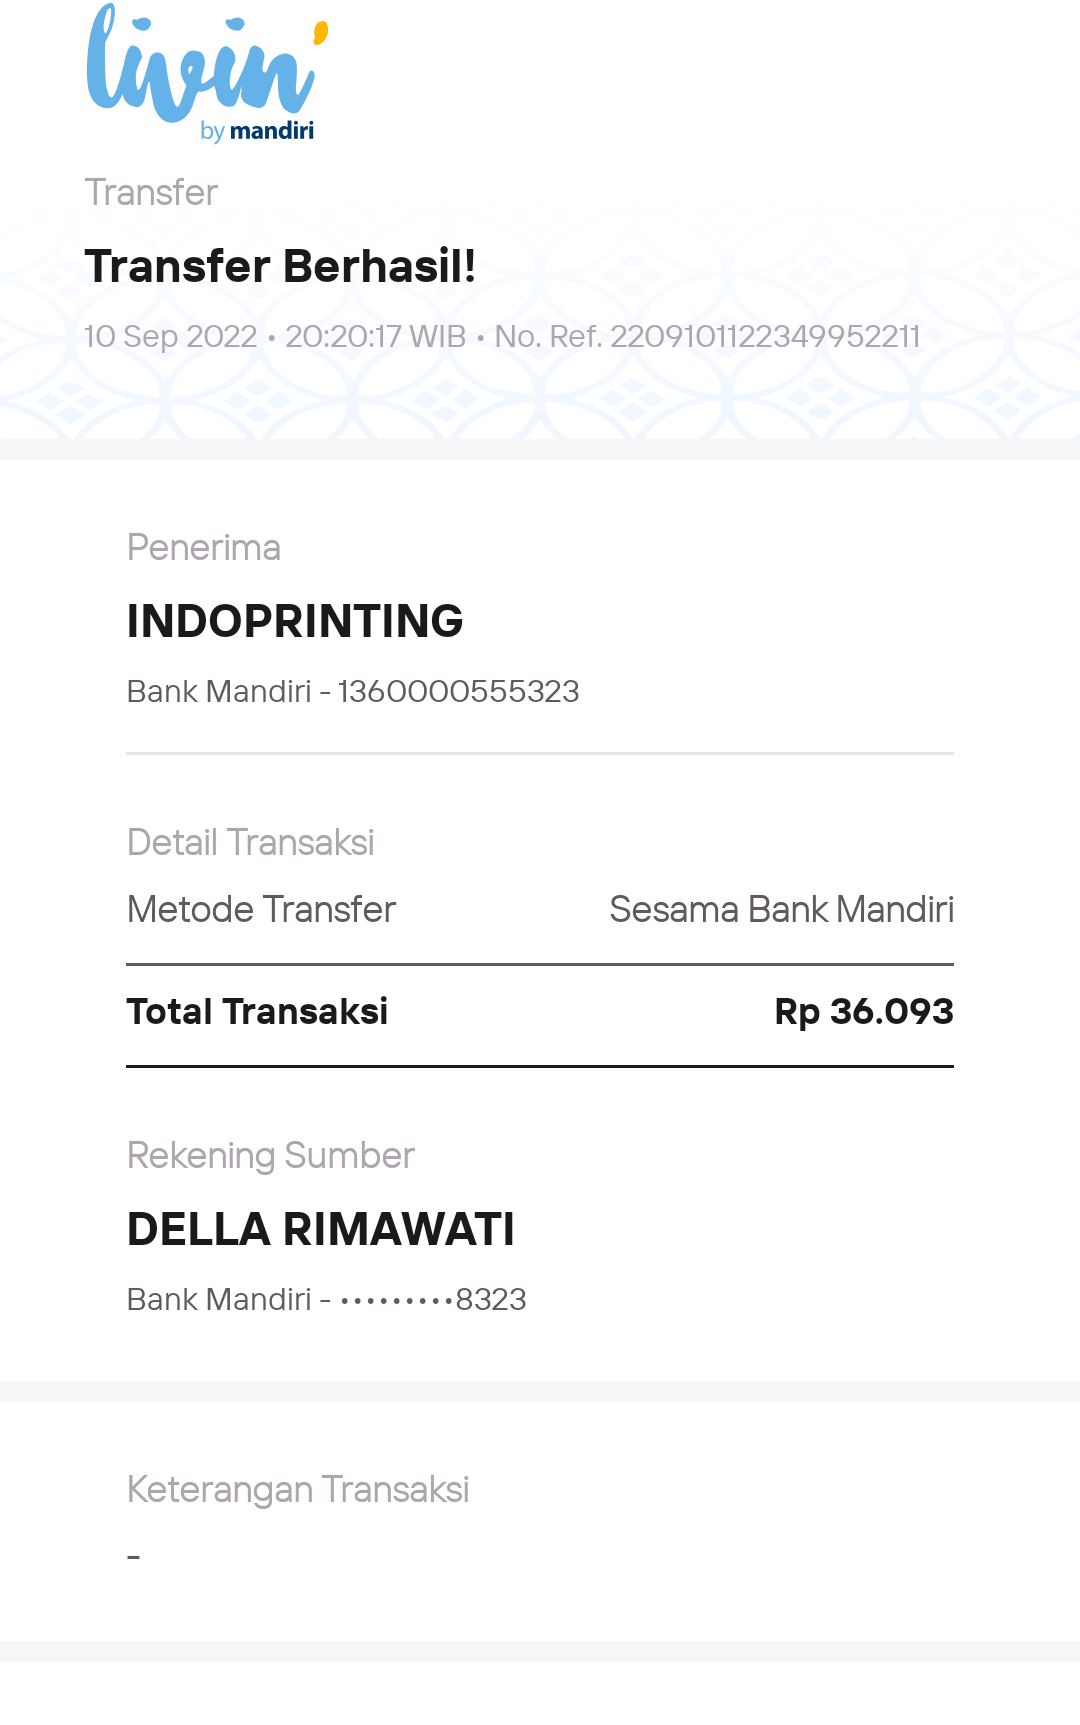 livin'
by mandiri
Transfer
Transfer Berhasil!
10 Sep 2022 • 20:20:17 WIB • No. Ref. 2209101122349952211
Penerima
INDOPRINTING
Bank Mandiri - 1360000555323
Detail Transaksi
Metode Transfer Sesama Bank Mandiri
Total Transaksi Rp 36.093
Rekening Sumber
DELLA RIMAWATI
Bank Mandiri - •••••••••8323
Keterangan Transaksi
-